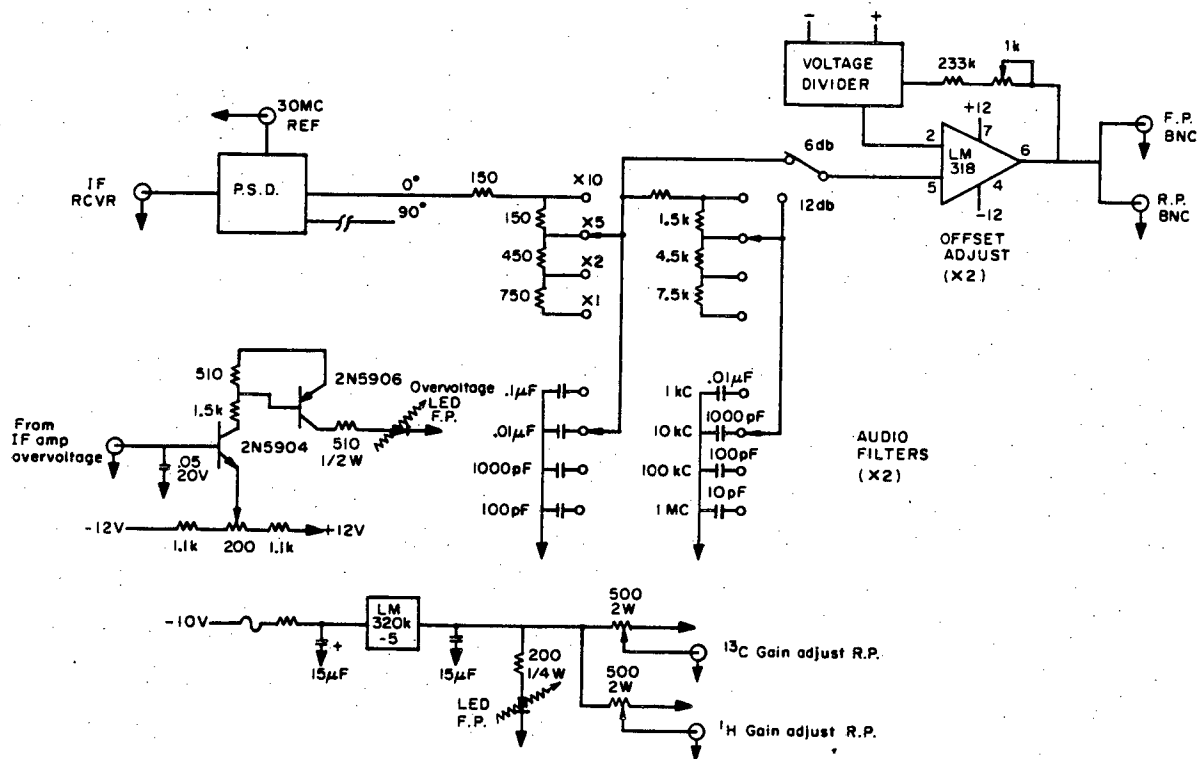 - +
VOLTAGE
DIVIDER
233k
1k
30MC
REF
IF
RCVR
P.S.D.
0°
90°
150
X10
150
X5
450
X2
750
X1
1.5k
4.5k
7.5k
6db
12db
+12
2
7
LM
318
6
5
4
-12
OFFSET
ADJUST
(X2)
F.P.
BNC
R.P.
BNC
510
1.5k
2N5906
2N5904
Overvoltage
LED
F.P.
510
1/2W
From
IF amp
overvoltage
.05
20V
-12V
1.1k
200
1.1k
+12V
.1µF
.01µF
1000pF
100pF
1kC
.01µF
10kC
1000pF
100kC
100pF
1MC
10pF
AUDIO
FILTERS
(X2)
-10V
+
15µF
LM
320k
-5
15µF
200
1/4W
LED
F.P.
500
2W
13C Gain adjust R.P.
500
2W
1H Gain adjust R.P.